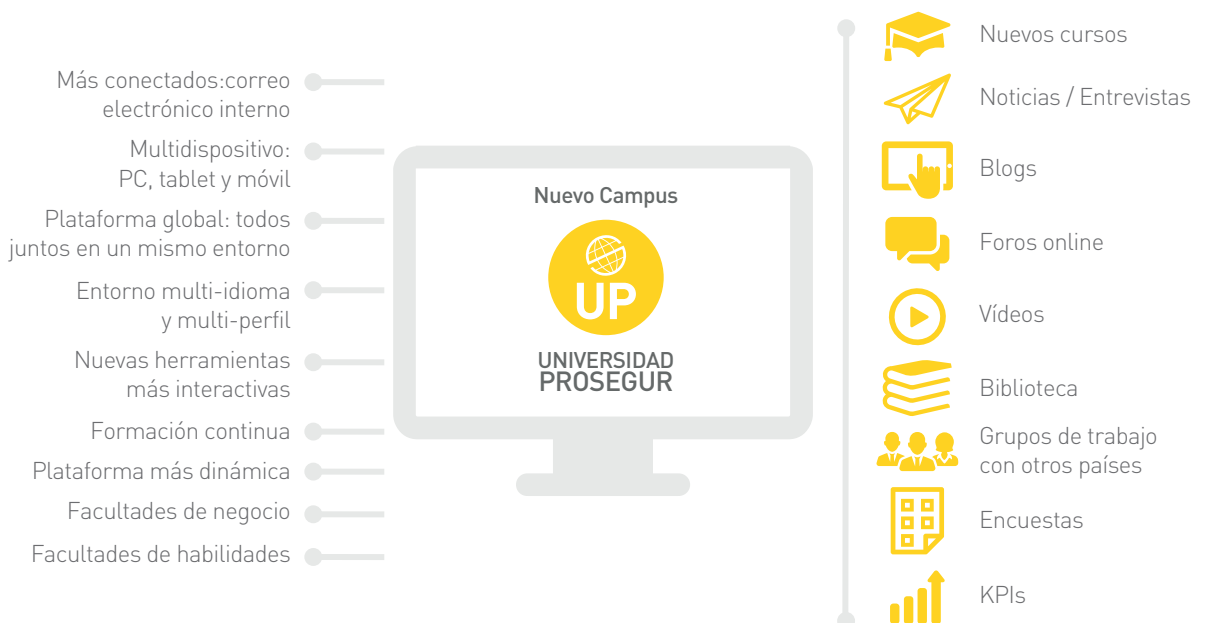 Más conectados:correo
electrónico interno
Multidispositivo:
PC, tablet y móvil
Plataforma global: todos
juntos en un mismo entorno
Entorno multi-idioma
y multi-perfil
Nuevas herramientas
más interactivas
Formación continua
Plataforma más dinámica
Facultades de negocio
Facultades de habilidades
Nuevo Campus
UP
UNIVERSIDAD
PROSEGUR
Nuevos cursos
Noticias / Entrevistas
Blogs
Foros online
Vídeos
Biblioteca
Grupos de trabajo
con otros países
Encuestas
KPIs